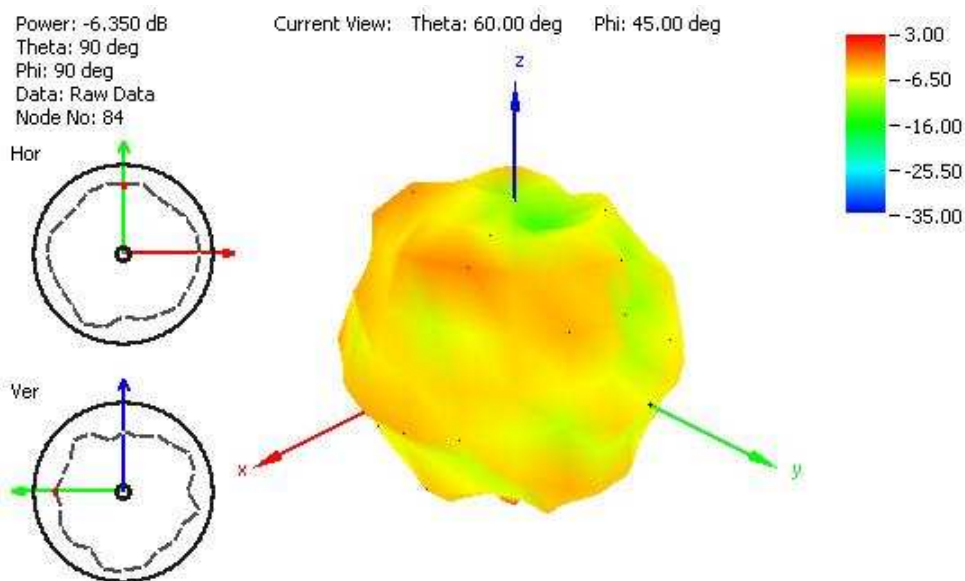 Power: -6.350 dB
Theta: 90 deg
Phi: 90 deg
Data: Raw Data
Node No: 84
Current View: Theta: 60.00 deg Phi: 45.00 deg
3.00
-6.50
-16.00
-25.50
-35.00
Hor
z
Ver
x
y